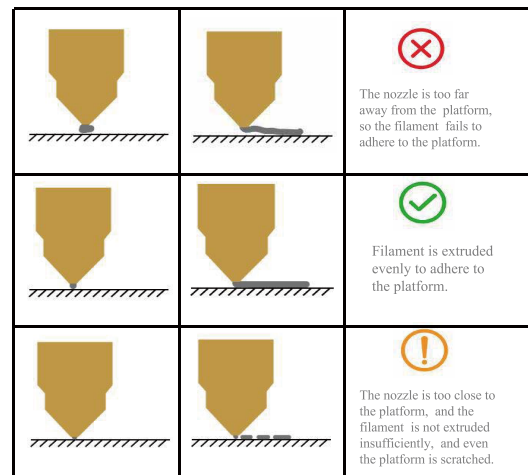 The nozzle is too far
away from the platform,
so the filament fails to
adhere to the platform.
Filament is extruded
evenly to adhere to
the platform.
The nozzle is too close to
the platform, and the
filament is not extruded
insufficiently, and even
the platform is scratched.